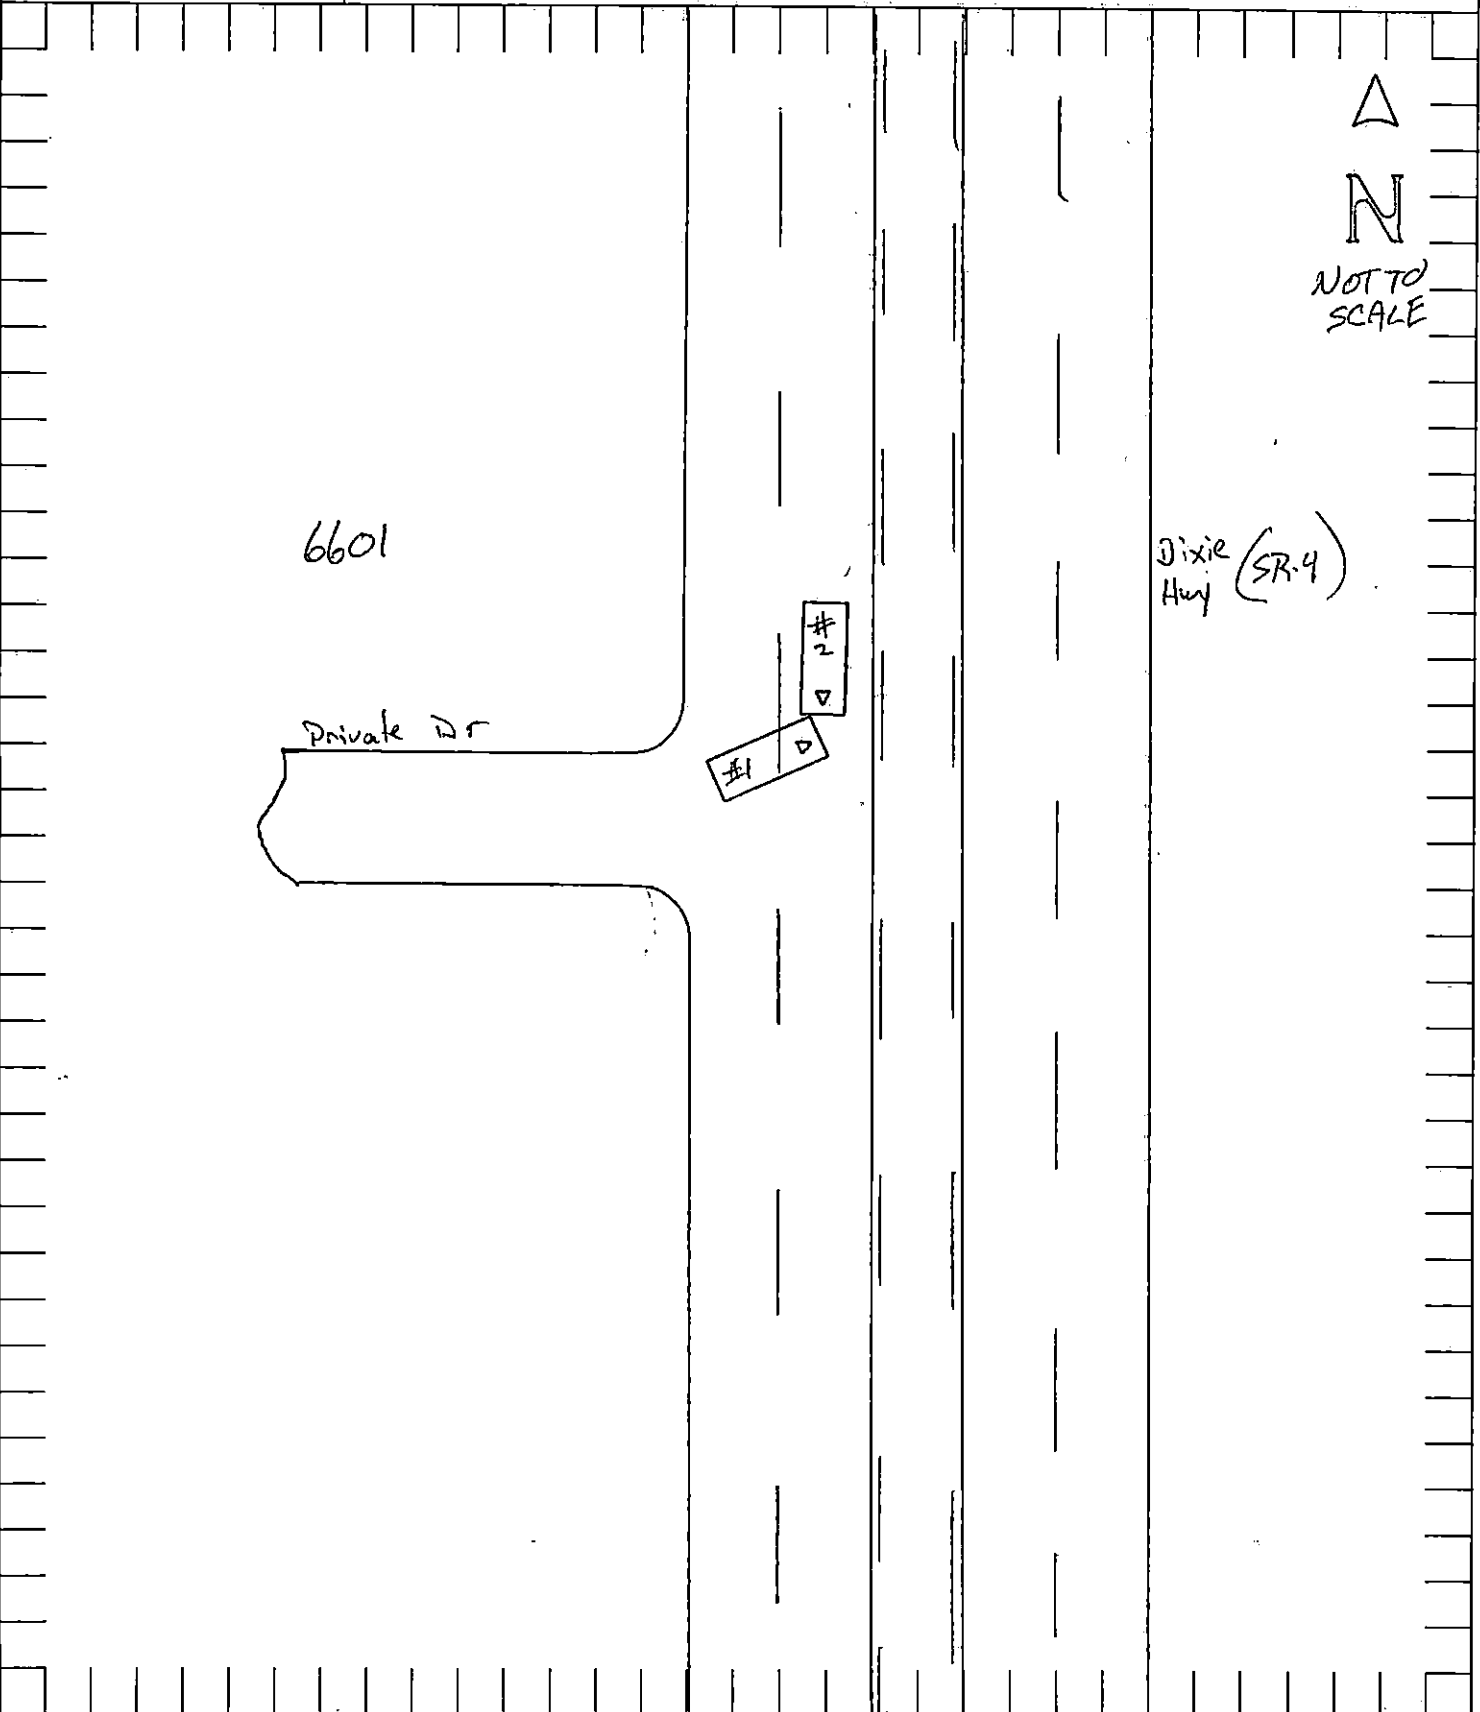 N
NOT TO
SCALE
6601
Dixie (SR.4)
Hwy
#
2
Private Dr
#1